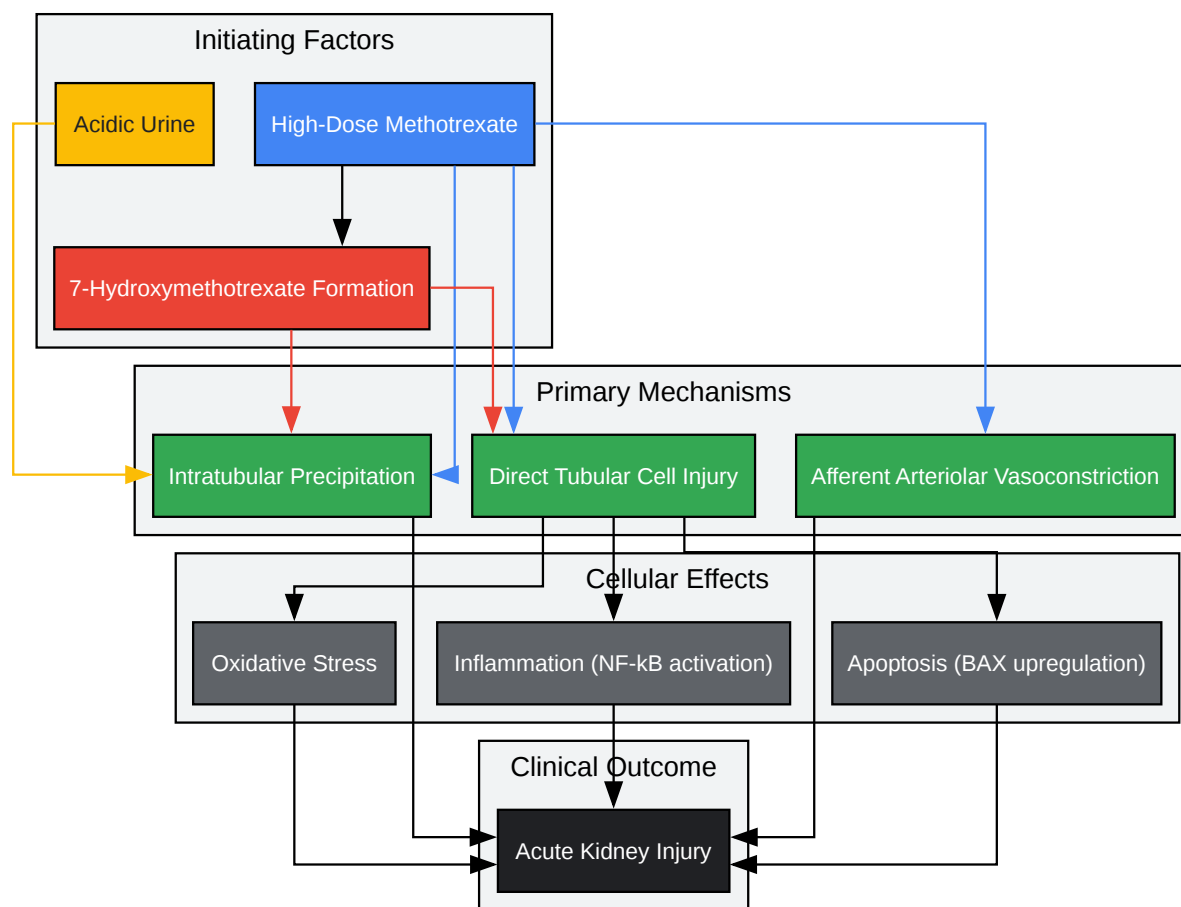 Initiating Factors
Acidic Urine
High-Dose Methotrexate
7-Hydroxymethotrexate Formation
Primary Mechanisms
Intratubular Precipitation
Direct Tubular Cell Injury
Afferent Arteriolar Vasoconstriction
Cellular Effects
Oxidative Stress
Inflammation (NF-kB activation)
Apoptosis (BAX upregulation)
Clinical Outcome
Acute Kidney Injury